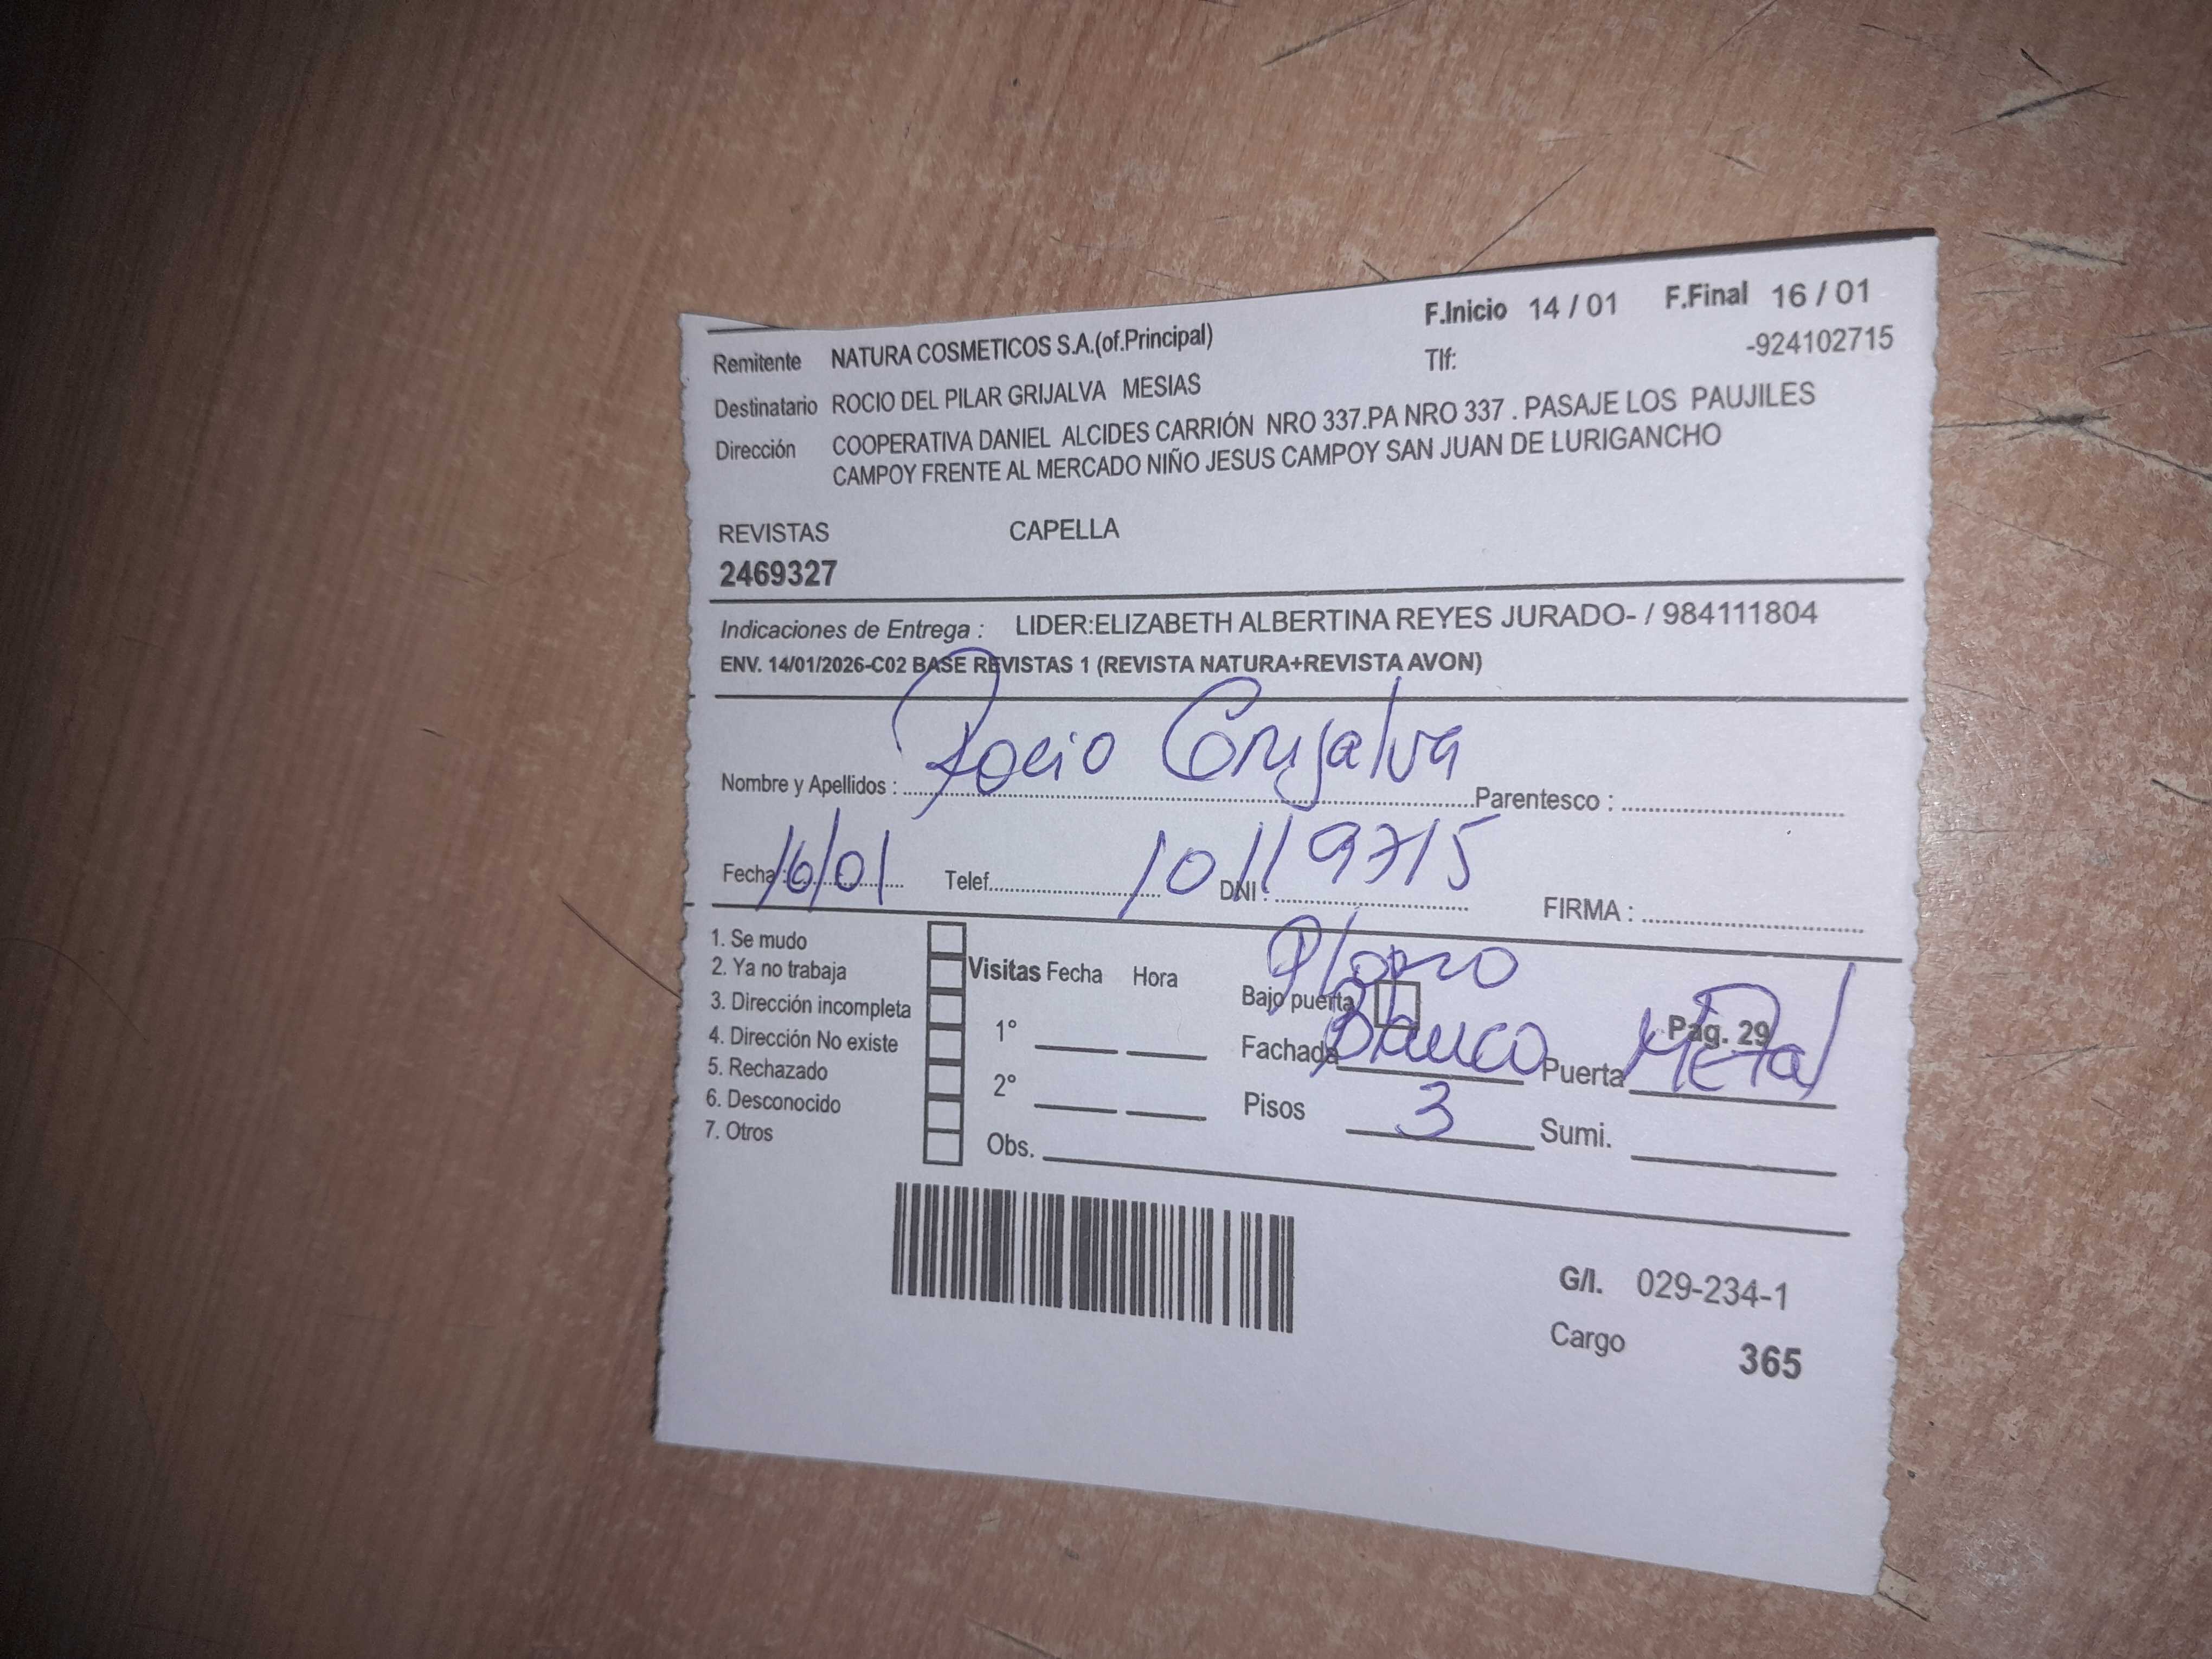 F.Inicio 14 / 01 F.Final 16 / 01
Remitente NATURA COSMETICOS S.A.(of.Principal) Tlf: -924102715
Destinatario ROCIO DEL PILAR GRIJALVA MESIAS
Dirección COOPERATIVA DANIEL ALCIDES CARRIÓN NRO 337.PA NRO 337 . PASAJE LOS PAUJILES
CAMPOY FRENTE AL MERCADO NIÑO JESUS CAMPOY SAN JUAN DE LURIGANCHO
REVISTAS CAPELLA
2469327
Indicaciones de Entrega : LIDER:ELIZABETH ALBERTINA REYES JURADO- / 984111804
ENV. 14/01/2026-C02 BASE REVISTAS 1 (REVISTA NATURA+REVISTA AVON)
Nombre y Apellidos : Rocio Grijalva Parentesco :
Fecha : 16/01 Telef. DNI : 10119715 FIRMA :
1. Se mudo
2. Ya no trabaja
3. Dirección incompleta
4. Dirección No existe
5. Rechazado
6. Desconocido
7. Otros
Visitas Fecha Hora
1°
2°
Obs.
Bajo puerta
Pag. 29
Fachada Plomo Blanco Puerta Metal
Pisos 3 Sumi.
G/I. 029-234-1
Cargo 365